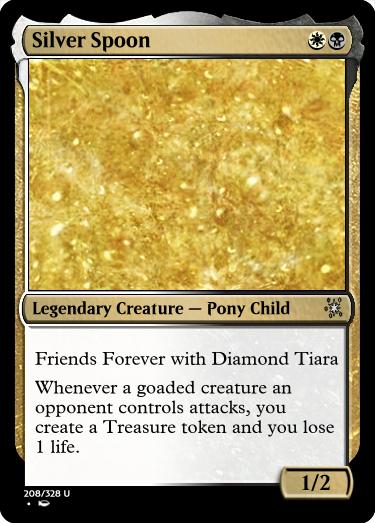 Silver Spoon
Legendary Creature — Pony Child
Friends Forever with Diamond Tiara
Whenever a goaded creature an
opponent controls attacks, you
create a Treasure token and you lose
1 life.
1/2
208/328 U